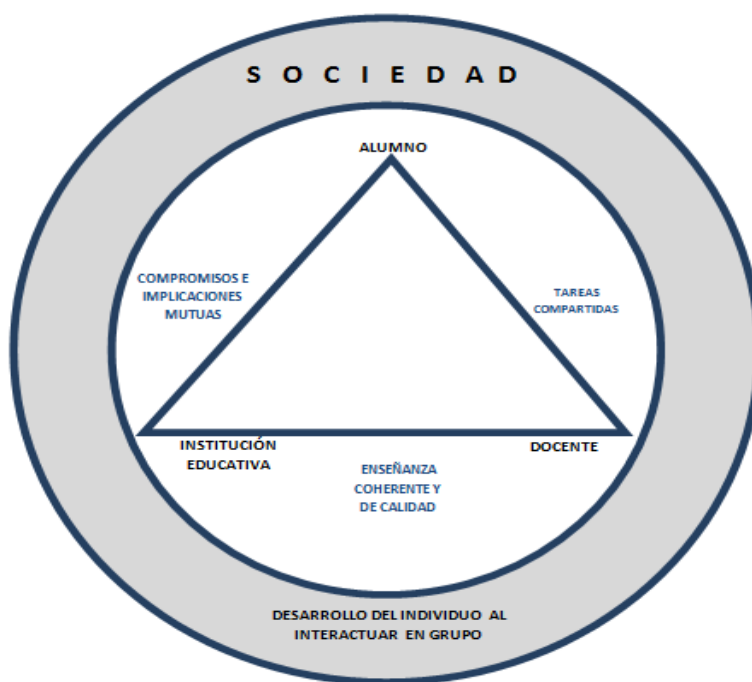 S O C I E D A D
ALUMNO
COMPROMISOS E
IMPLICACIONES
MUTUAS
TAREAS
COMPARTIDAS
INSTITUCIÓN
EDUCATIVA
DOCENTE
ENSEÑANZA
COHERENTE Y
DE CALIDAD
DESARROLLO DEL INDIVIDUO AL
INTERACTUAR EN GRUPO